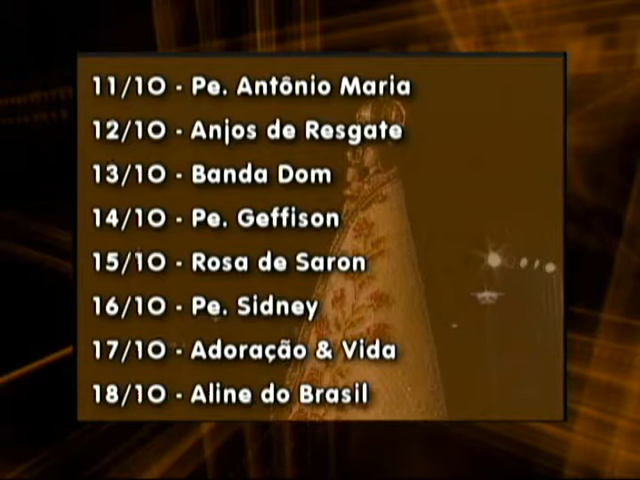 11/10 - Pe. Antônio Maria
12/10 - Anjos de Resgate
13/10 - Banda Dom
14/10 - Pe. Geffison
15/10 - Rosa de Saron
16/10 - Pe. Sidney
17/10 - Adoração & Vida
18/10 - Aline do Brasil